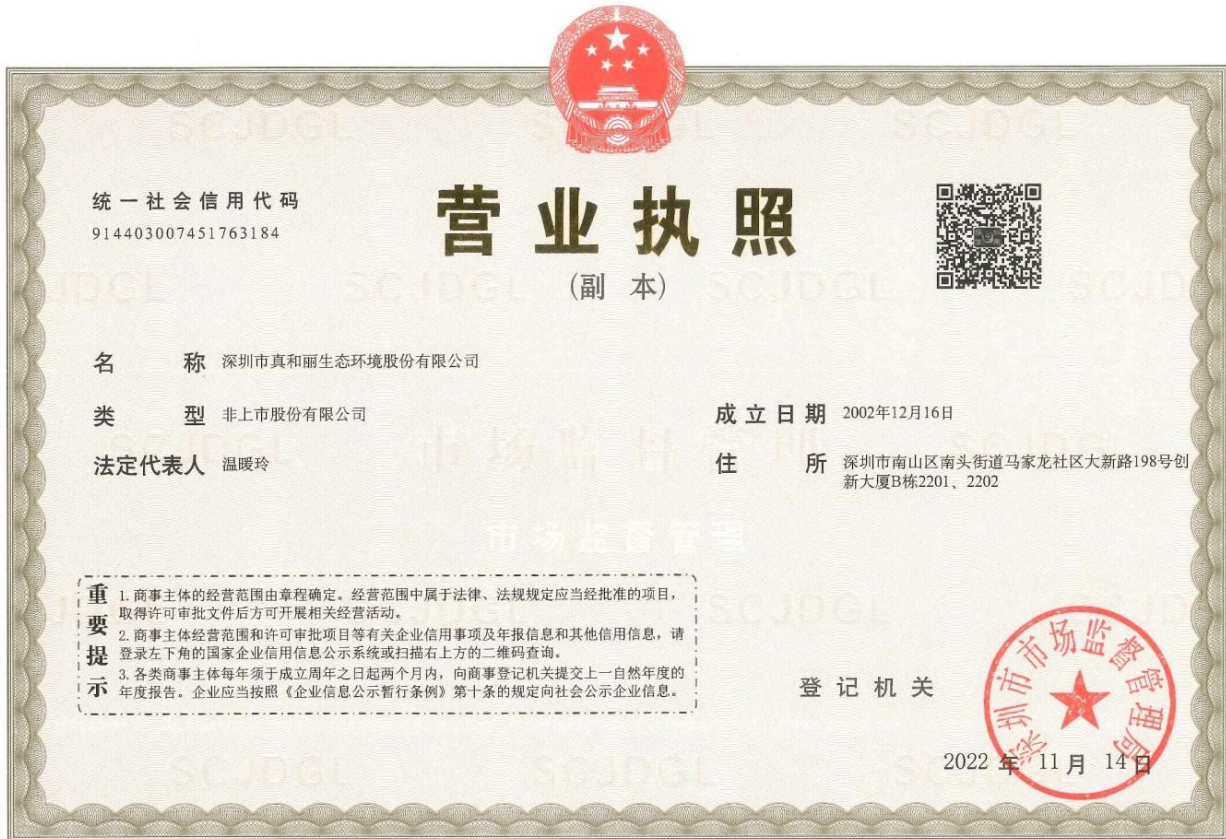 统一社会信用代码
914403007451763184
营业执照
(副 本)
名 称 深圳市真和丽生态环境股份有限公司
类 型 非上市股份有限公司
成立日期 2002年12月16日
法定代表人 温暖玲
住 所 深圳市南山区南头街道马家龙社区大新路198号创
新大厦B栋2201、2202
市场监督管理
市场监督管理
重要提示
1. 商事主体的经营范围由章程确定。经营范围中属于法律、法规规定应当经批准的项目，
取得许可审批文件后方可开展相关经营活动。
2. 商事主体经营范围和许可审批项目等有关企业信用事项及年报信息和其他信用信息，请
登录左下角的国家企业信用信息公示系统或扫描右上方的二维码查询。
3. 各类商事主体每年须于成立周年之日起两个月内，向商事登记机关提交上一自然年度的
年度报告。企业应当按照《企业信息公示暂行条例》第十条的规定向社会公示企业信息。
登记机关
深圳市市场监督管理局
2022 年 11 月 14 日
SCJDGL